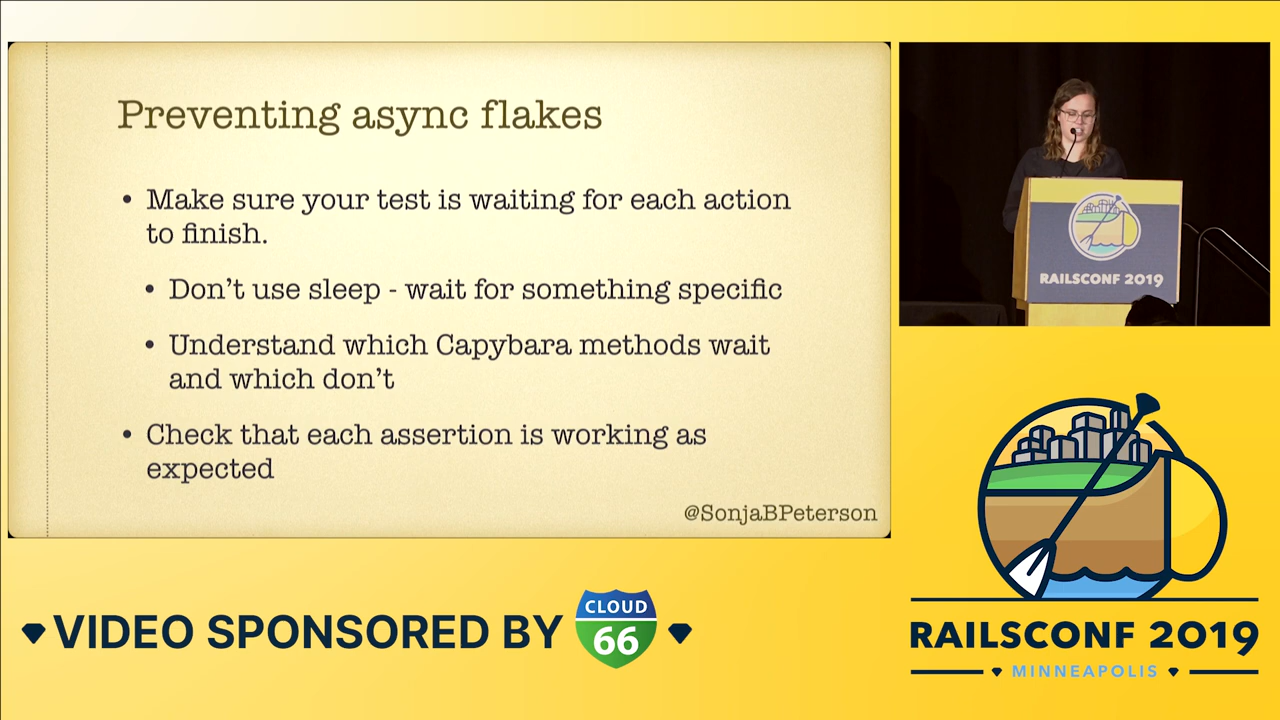 Preventing async flakes
• Make sure your test is waiting for each action
to finish.
• Don’t use sleep - wait for something specific
• Understand which Capybara methods wait
and which don’t
• Check that each assertion is working as
expected
@SonjaBPeterson
RAILSCONF 2019
VIDEO SPONSORED BY
CLOUD
66
RAILSCONF 2019
MINNEAPOLIS